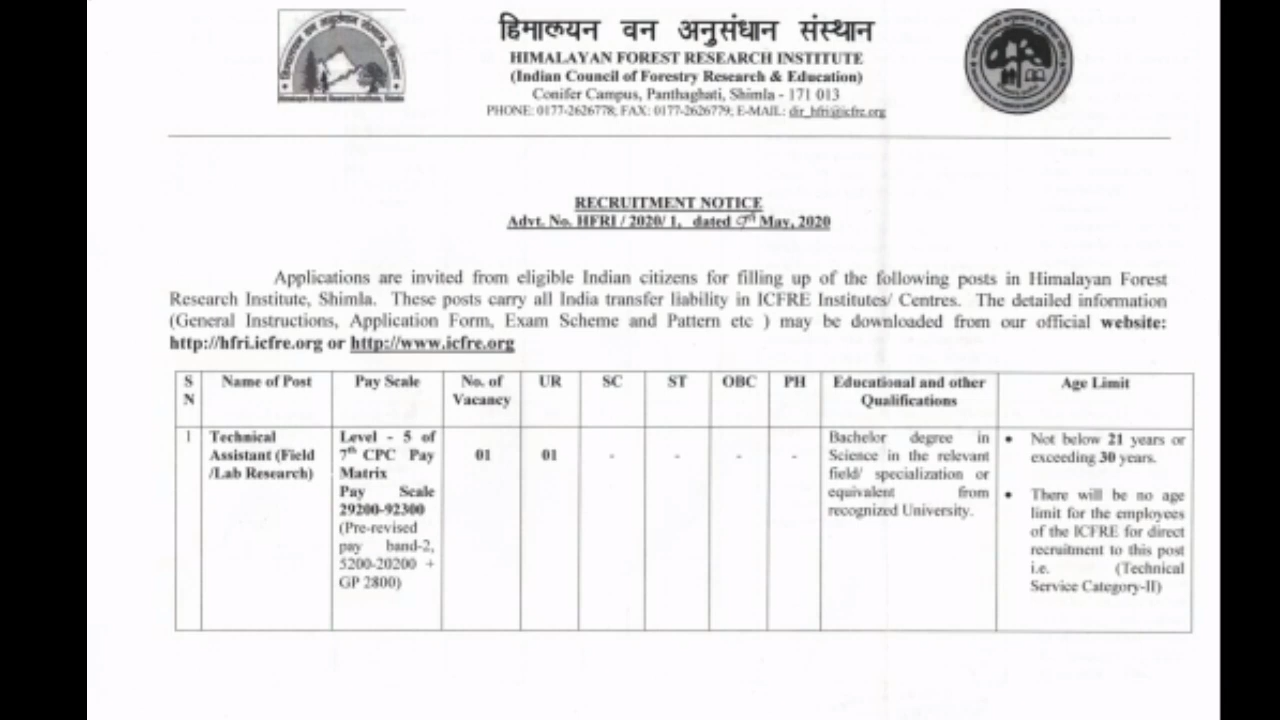 हिमालयन वन अनुसंधान संस्थान
HIMALAYAN FOREST RESEARCH INSTITUTE
(Indian Council of Forestry Research & Education)
Conifer Campus, Panthaghati, Shimla - 171 013
PHONE: 0177-2626778; FAX: 0177-2626779; E-MAIL: dir_hfri@icfre.org
RECRUITMENT NOTICE
Advt. No. HFRI / 2020/ 1, dated 9th May, 2020
Applications are invited from eligible Indian citizens for filling up of the following posts in Himalayan Forest
Research Institute, Shimla. These posts carry all India transfer liability in ICFRE Institutes/ Centres. The detailed information
(General Instructions, Application Form, Exam Scheme and Pattern etc ) may be downloaded from our official website:
http://hfri.icfre.org or http://www.icfre.org
S N Name of Post Pay Scale No. of Vacancy UR SC ST OBC PH Educational and other Qualifications Age Limit
1
Technical
Assistant (Field
/Lab Research)
Level - 5 of
7th CPC Pay
Matrix
Pay Scale
29200-92300
(Pre-revised
pay band-2,
5200-20200 +
GP 2800)
01
01
-
-
-
-
Bachelor degree in
Science in the relevant
field/ specialization or
equivalent from
recognized University.
• Not below 21 years or
exceeding 30 years.
• There will be no age
limit for the employees
of the ICFRE for direct
recruitment to this post
i.e. (Technical
Service Category-II)